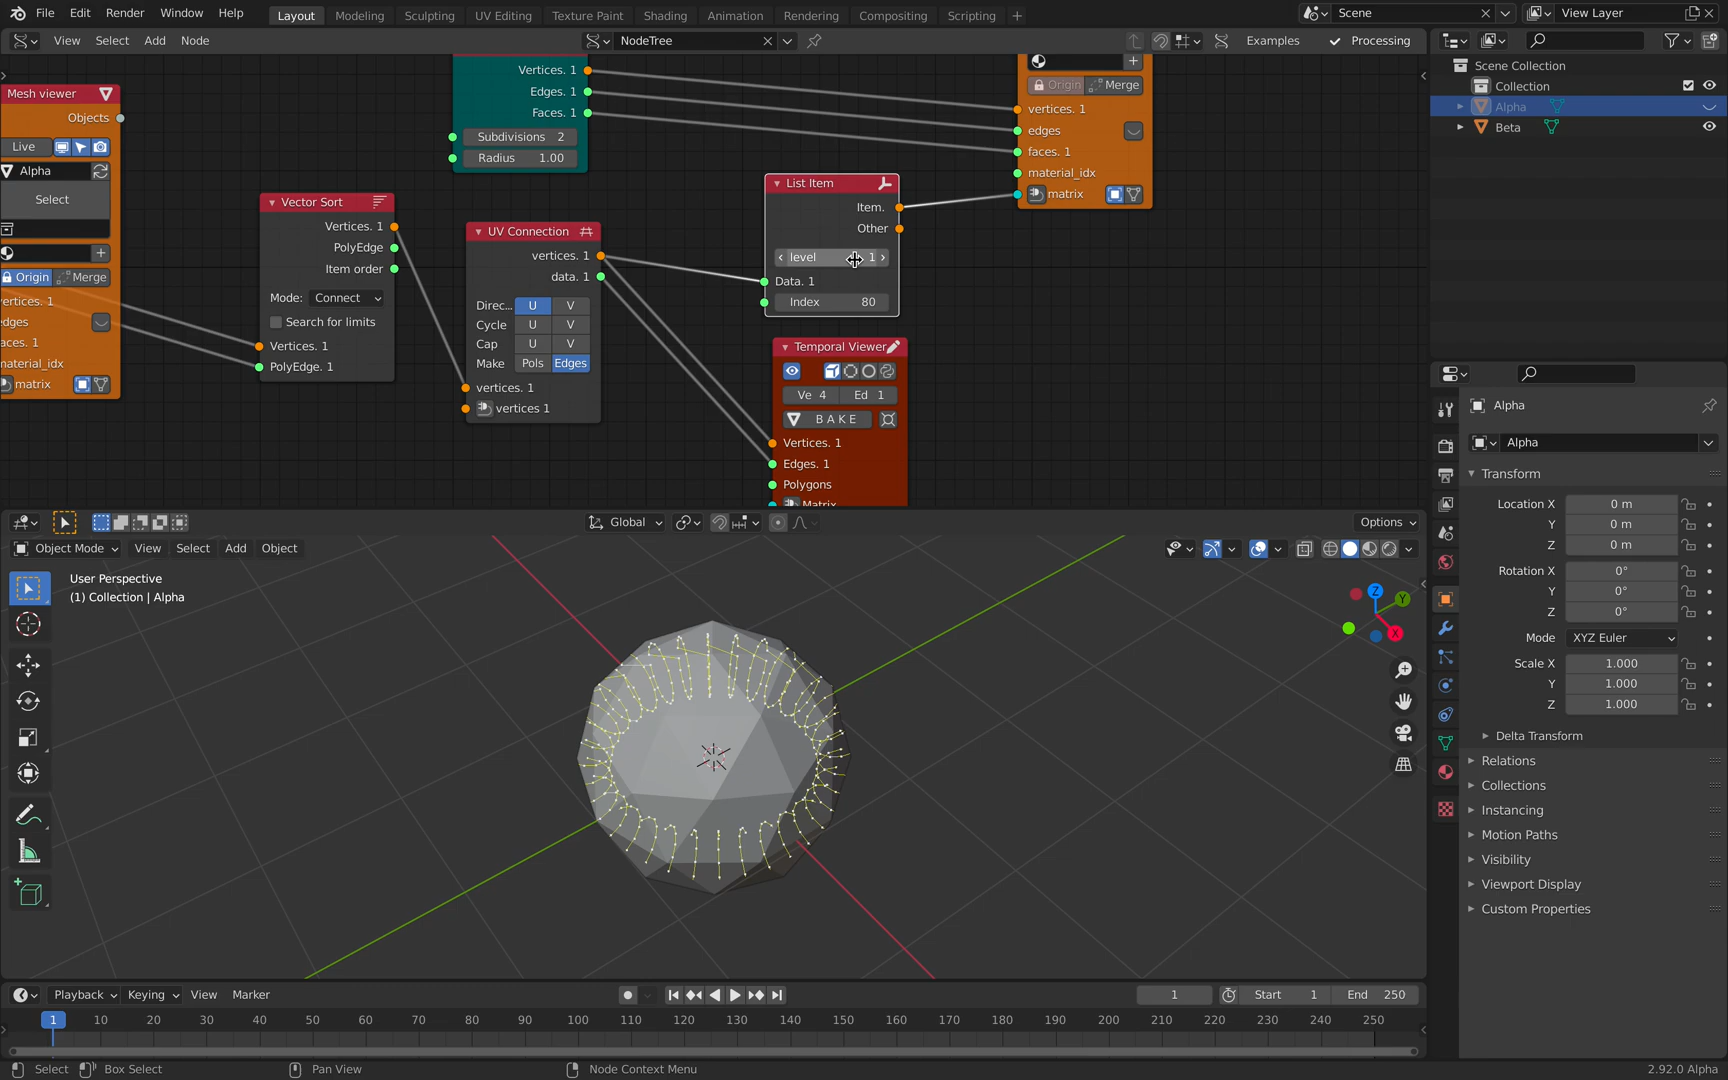 File Edit Render Window Help Layout Modeling Sculpting UV Editing Texture Paint Shading Animation Rendering Compositing Scripting + Scene View Layer
View Select Add Node NodeTree Examples Processing
Mesh viewer
Objects
Live
Alpha
Select
Origin Merge
vertices. 1
edges
faces. 1
material_idx
matrix
Vector Sort
Vertices. 1
PolyEdge
Item order
Mode: Connect
Search for limits
Vertices. 1
PolyEdge. 1
Vertices. 1
Edges. 1
Faces. 1
Subdivisions 2
Radius 1.00
UV Connection
vertices. 1
data. 1
Direc... U V
Cycle U V
Cap U V
Make Pols Edges
vertices. 1
vertices 1
List Item
Item.
Other
level 1
Data. 1
Index 80
Temporal Viewer
Ve 4 Ed 1
B A K E
Vertices. 1
Edges. 1
Polygons
Matrix
Origin Merge
vertices. 1
edges
faces. 1
material_idx
matrix
Scene Collection
Collection
Alpha
Beta
Global Options
Object Mode View Select Add Object
User Perspective
(1) Collection | Alpha
Z
Y
X
Alpha
Alpha
Transform
Location X 0 m
Y 0 m
Z 0 m
Rotation X 0°
Y 0°
Z 0°
Mode XYZ Euler
Scale X 1.000
Y 1.000
Z 1.000
Delta Transform
Relations
Collections
Instancing
Motion Paths
Visibility
Viewport Display
Custom Properties
Playback Keying View Marker 1 Start 1 End 250
1 10 20 30 40 50 60 70 80 90 100 110 120 130 140 150 160 170 180 190 200 210 220 230 240 250
Select Box Select Pan View Node Context Menu 2.92.0 Alpha